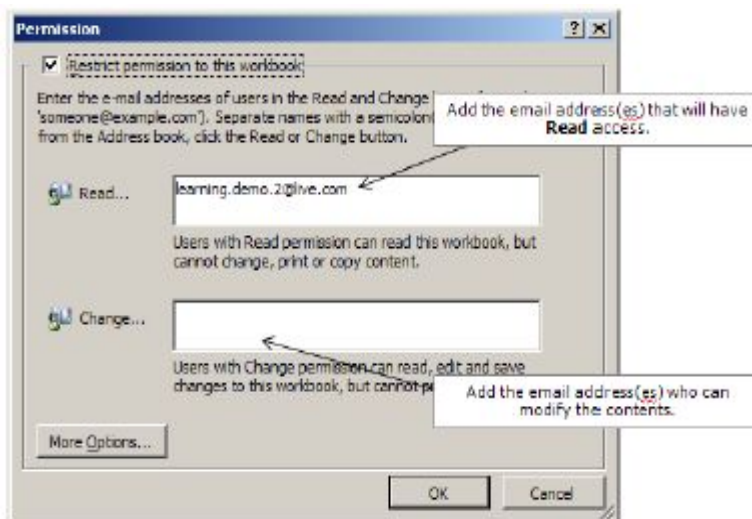 Permission
Restrict permission to this workbook
Enter the e-mail addresses of users in the Read and Change
'someone@example.com'). Separate names with a semicolon
from the Address book, click the Read or Change button.
Add the email address(es) that will have
Read access.
Read...
learning.demo.2@live.com
Users with Read permission can read this workbook, but
cannot change, print or copy content.
Change...
Users with Change permission can read, edit and save
changes to this workbook, but cannot
Add the email address(es) who can
modify the contents.
More Options...
OK
Cancel